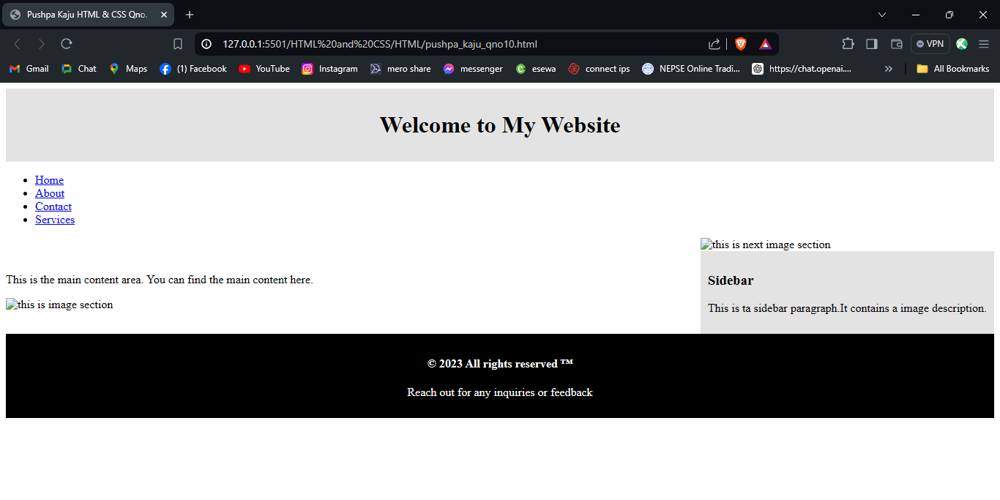 Pushpa Kaju HTML & CSS Qno.
127.0.0.1:5501/HTML%20and%20CSS/HTML/pushpa_kaju_qno10.html
VPN
Gmail Chat Maps (1) Facebook YouTube Instagram mero share messenger esewa connect ips NEPSE Online Tradi... https://chat.openai.... All Bookmarks
Welcome to My Website
Home
About
Contact
Services
this is next image section
This is the main content area. You can find the main content here.
this is image section
Sidebar
This is ta sidebar paragraph.It contains a image description.
© 2023 All rights reserved ™
Reach out for any inquiries or feedback